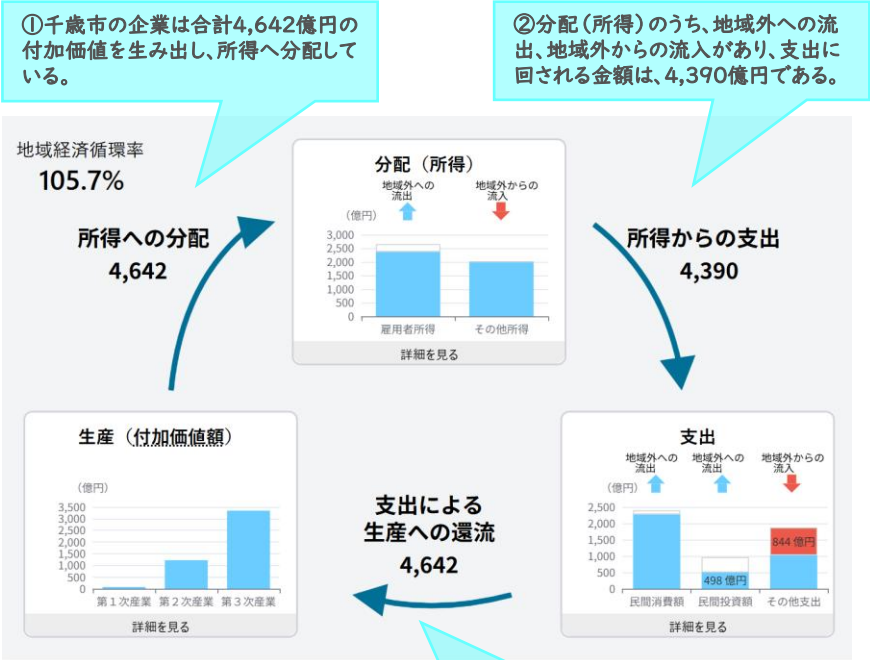 ①千歳市の企業は合計4,642億円の
付加価値を生み出し、所得へ分配して
いる。
②分配(所得)のうち、地域外への流
出、地域外からの流入があり、支出に
回される金額は、4,390億円である。
地域経済循環率
105.7%
所得への分配
4,642
分配（所得）
地域外への
流出
地域外からの
流入
（億円）
3,000
2,500
2,000
1,500
1,000
500
0
雇用者所得
その他所得
詳細を見る
所得からの支出
4,390
生産（付加価値額）
（億円）
3,500
3,000
2,500
2,000
1,500
1,000
500
0
第１次産業 第２次産業 第３次産業
詳細を見る
支出による
生産への還流
4,642
支出
地域外への
流出
地域外への
流出
地域外からの
流入
（億円）
2,500
2,000
1,500
1,000
500
0
844 億円
498 億円
民間消費額 民間投資額 その他支出
詳細を見る